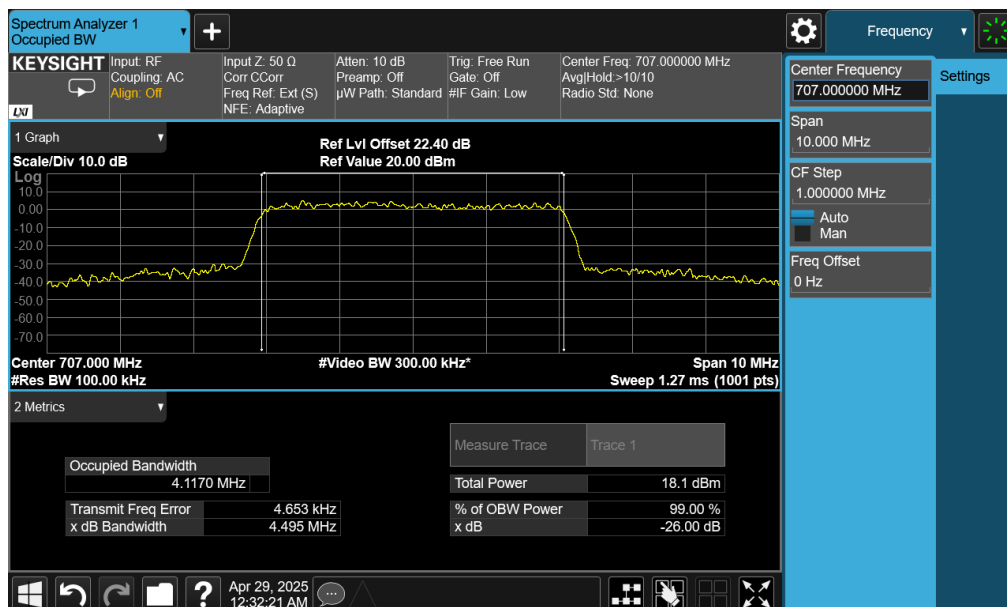 Spectrum Analyzer 1
Occupied BW
Frequency
KEYSIGHT
LXI
Input: RF
Coupling: AC
Align: Off
Input Z: 50 Ω
Corr CCorr
Freq Ref: Ext (S)
NFE: Adaptive
Atten: 10 dB
Preamp: Off
µW Path: Standard
Trig: Free Run
Gate: Off
#IF Gain: Low
Center Freq: 707.000000 MHz
Avg|Hold:>10/10
Radio Std: None
Center Frequency
707.000000 MHz
Settings
Span
10.000 MHz
CF Step
1.000000 MHz
Auto
Man
Freq Offset
0 Hz
1 Graph
Scale/Div 10.0 dB
Ref Lvl Offset 22.40 dB
Ref Value 20.00 dBm
Log
10.0
0.00
-10.0
-20.0
-30.0
-40.0
-50.0
-60.0
-70.0
Center 707.000 MHz
#Video BW 300.00 kHz*
Span 10 MHz
#Res BW 100.00 kHz
Sweep 1.27 ms (1001 pts)
2 Metrics
Measure Trace
Trace 1
Occupied Bandwidth
4.1170 MHz
Total Power
18.1 dBm
Transmit Freq Error
4.653 kHz
% of OBW Power
99.00 %
x dB Bandwidth
4.495 MHz
x dB
-26.00 dB
?
Apr 29, 2025
12:32:21 AM